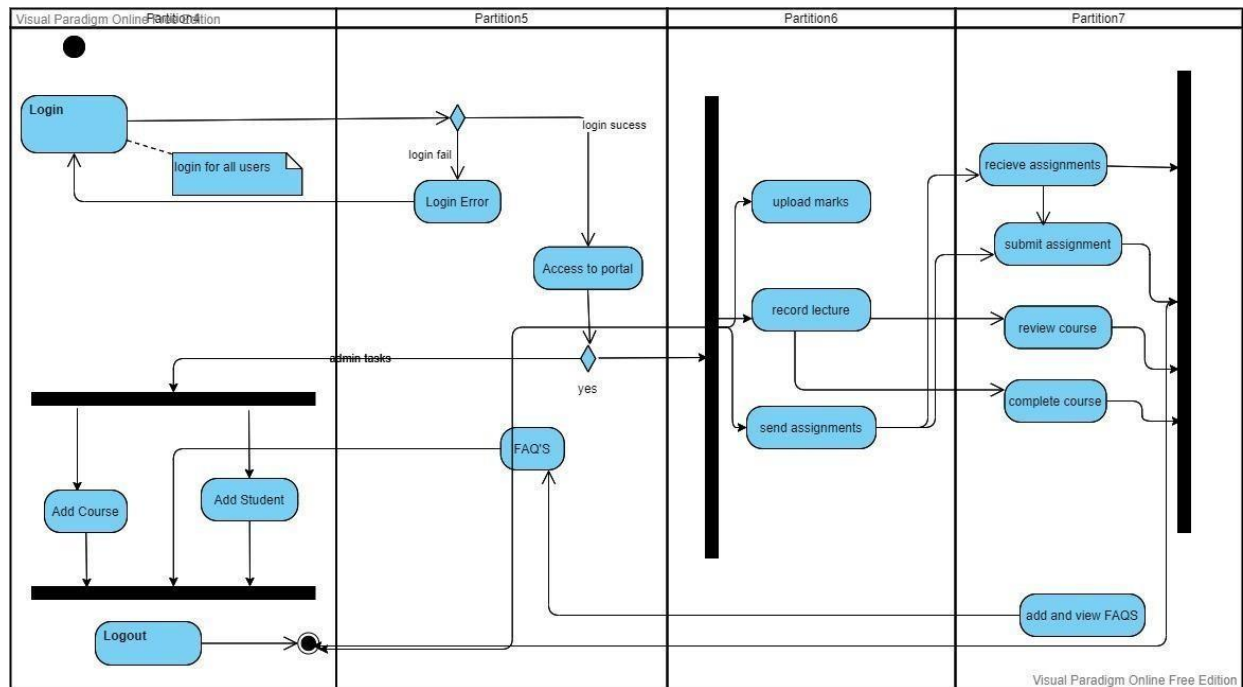 Visual Paradigm Online Free Edition
Partition4
Partition5
Partition6
Partition7
Login
login for all users
login sucess
login fail
Login Error
Access to portal
admin tasks
yes
FAQ'S
Add Course
Add Student
Logout
upload marks
record lecture
send assignments
recieve assignments
submit assignment
review course
complete course
add and view FAQS
Visual Paradigm Online Free Edition